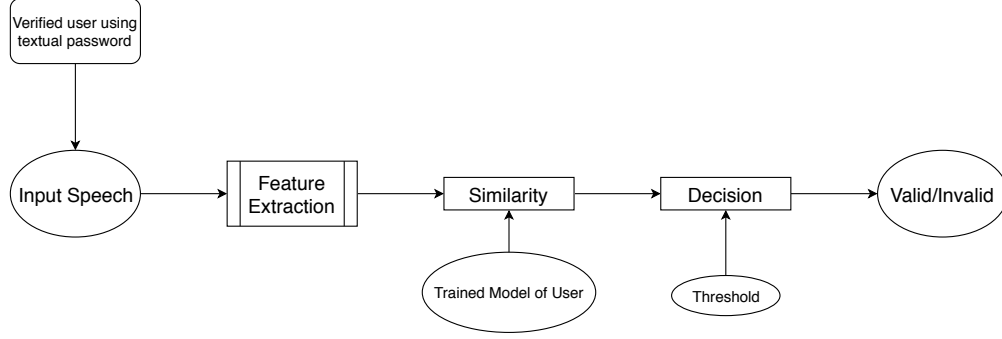 Verified user using
textual password
Input Speech
Feature
Extraction
Similarity
Decision
Valid/Invalid
Trained Model of User
Threshold